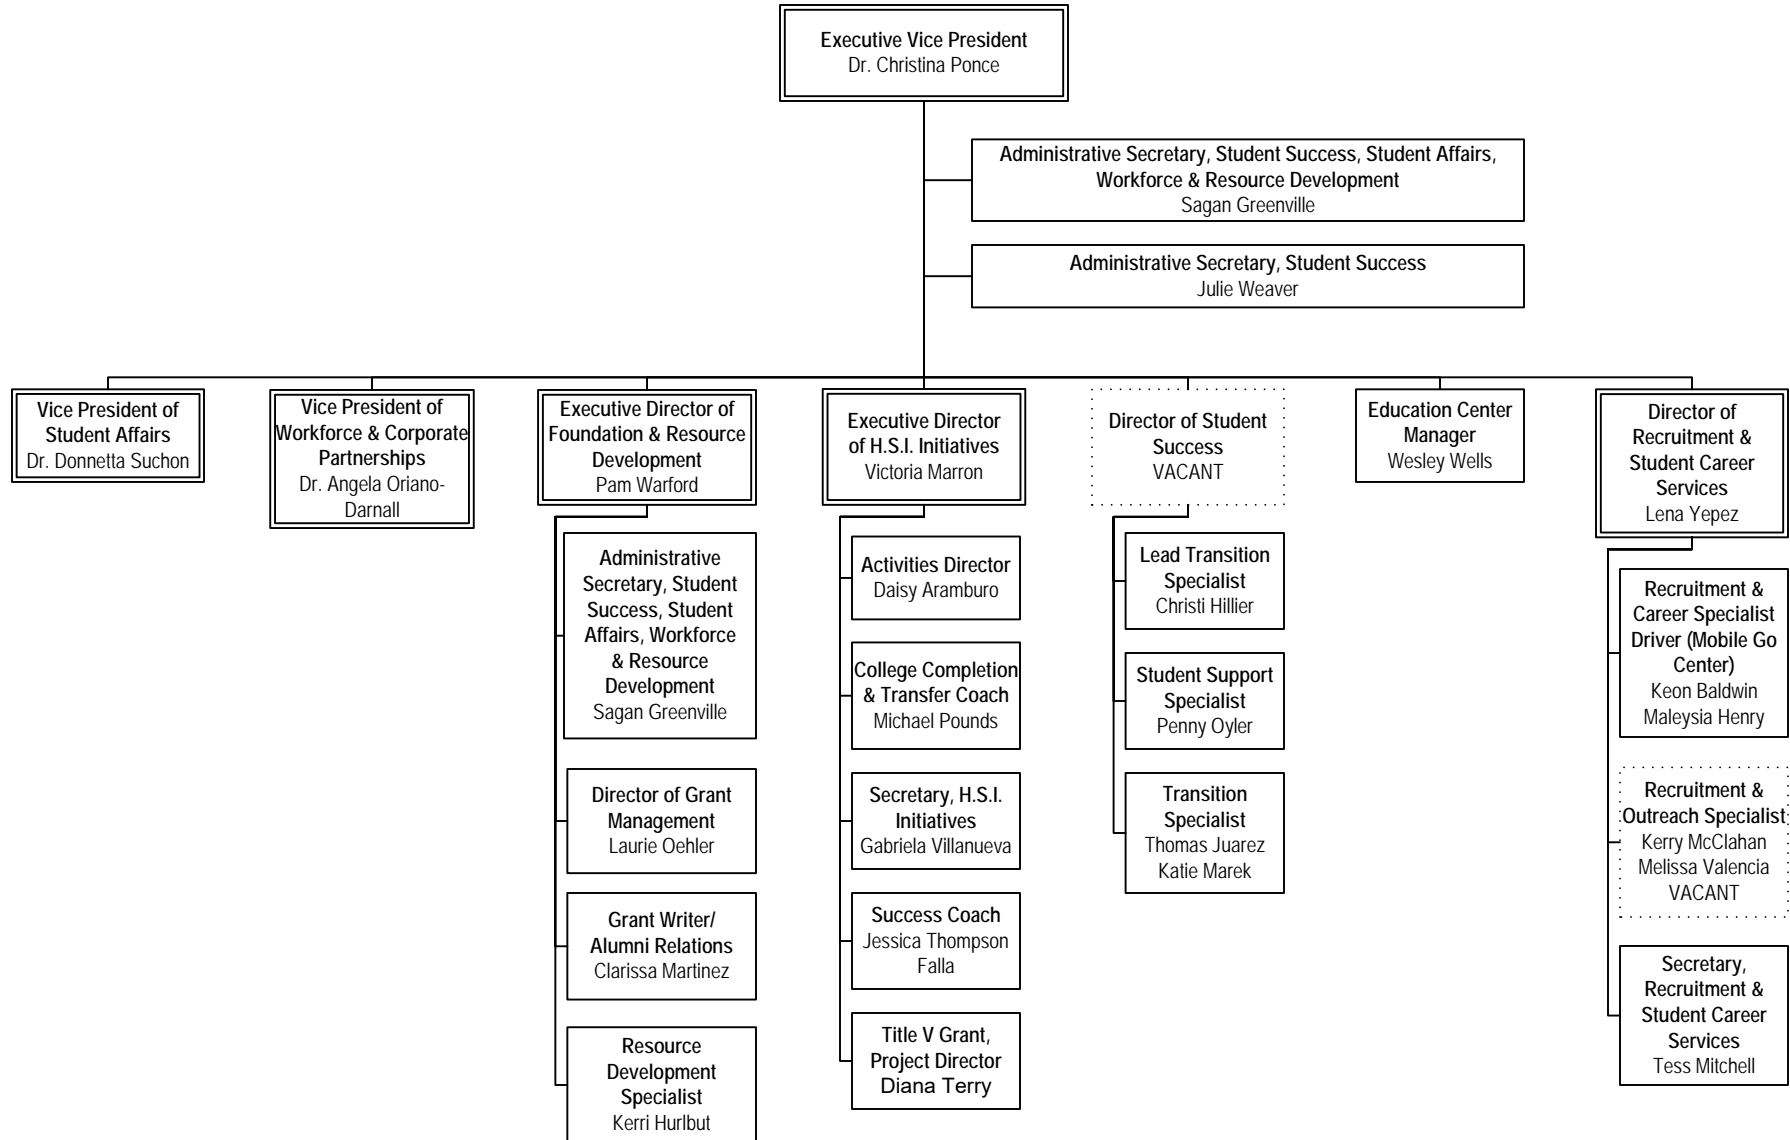 Executive Vice President
Dr. Christina Ponce
Administrative Secretary, Student Success, Student Affairs,
Workforce & Resource Development
Sagan Greenville
Administrative Secretary, Student Success
Julie Weaver
Vice President of
Student Affairs
Dr. Donnetta Suchon
Vice President of
Workforce & Corporate
Partnerships
Dr. Angela Oriano-
Darnall
Executive Director of
Foundation & Resource
Development
Pam Warford
Executive Director
of H.S.I. Initiatives
Victoria Marron
Director of Student
Success
VACANT
Education Center
Manager
Wesley Wells
Director of
Recruitment &
Student Career
Services
Lena Yepez
Administrative
Secretary, Student
Success, Student
Affairs, Workforce
& Resource
Development
Sagan Greenville
Director of Grant
Management
Laurie Oehler
Grant Writer/
Alumni Relations
Clarissa Martinez
Resource
Development
Specialist
Kerri Hurlbut
Activities Director
Daisy Aramburo
College Completion
& Transfer Coach
Michael Pounds
Secretary, H.S.I.
Initiatives
Gabriela Villanueva
Success Coach
Jessica Thompson
Falla
Title V Grant,
Project Director
Diana Terry
Lead Transition
Specialist
Christi Hillier
Student Support
Specialist
Penny Oyler
Transition
Specialist
Thomas Juarez
Katie Marek
Recruitment &
Career Specialist
Driver (Mobile Go
Center)
Keon Baldwin
Maleysia Henry
Recruitment &
Outreach Specialist
Kerry McClahan
Melissa Valencia
VACANT
Secretary,
Recruitment &
Student Career
Services
Tess Mitchell